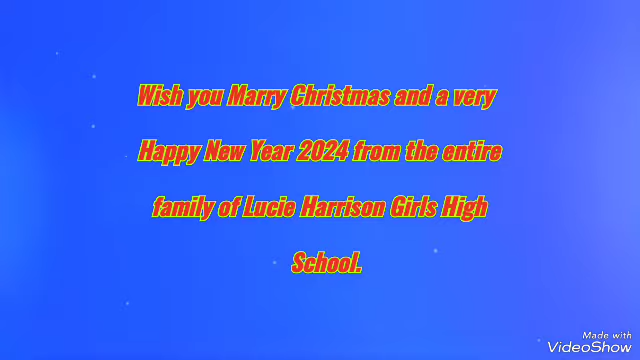 Wish you Marry Christmas and a very
Happy New Year 2024 from the entire
family of Lucie Harrison Girls High
School.
Made with
VideoShow